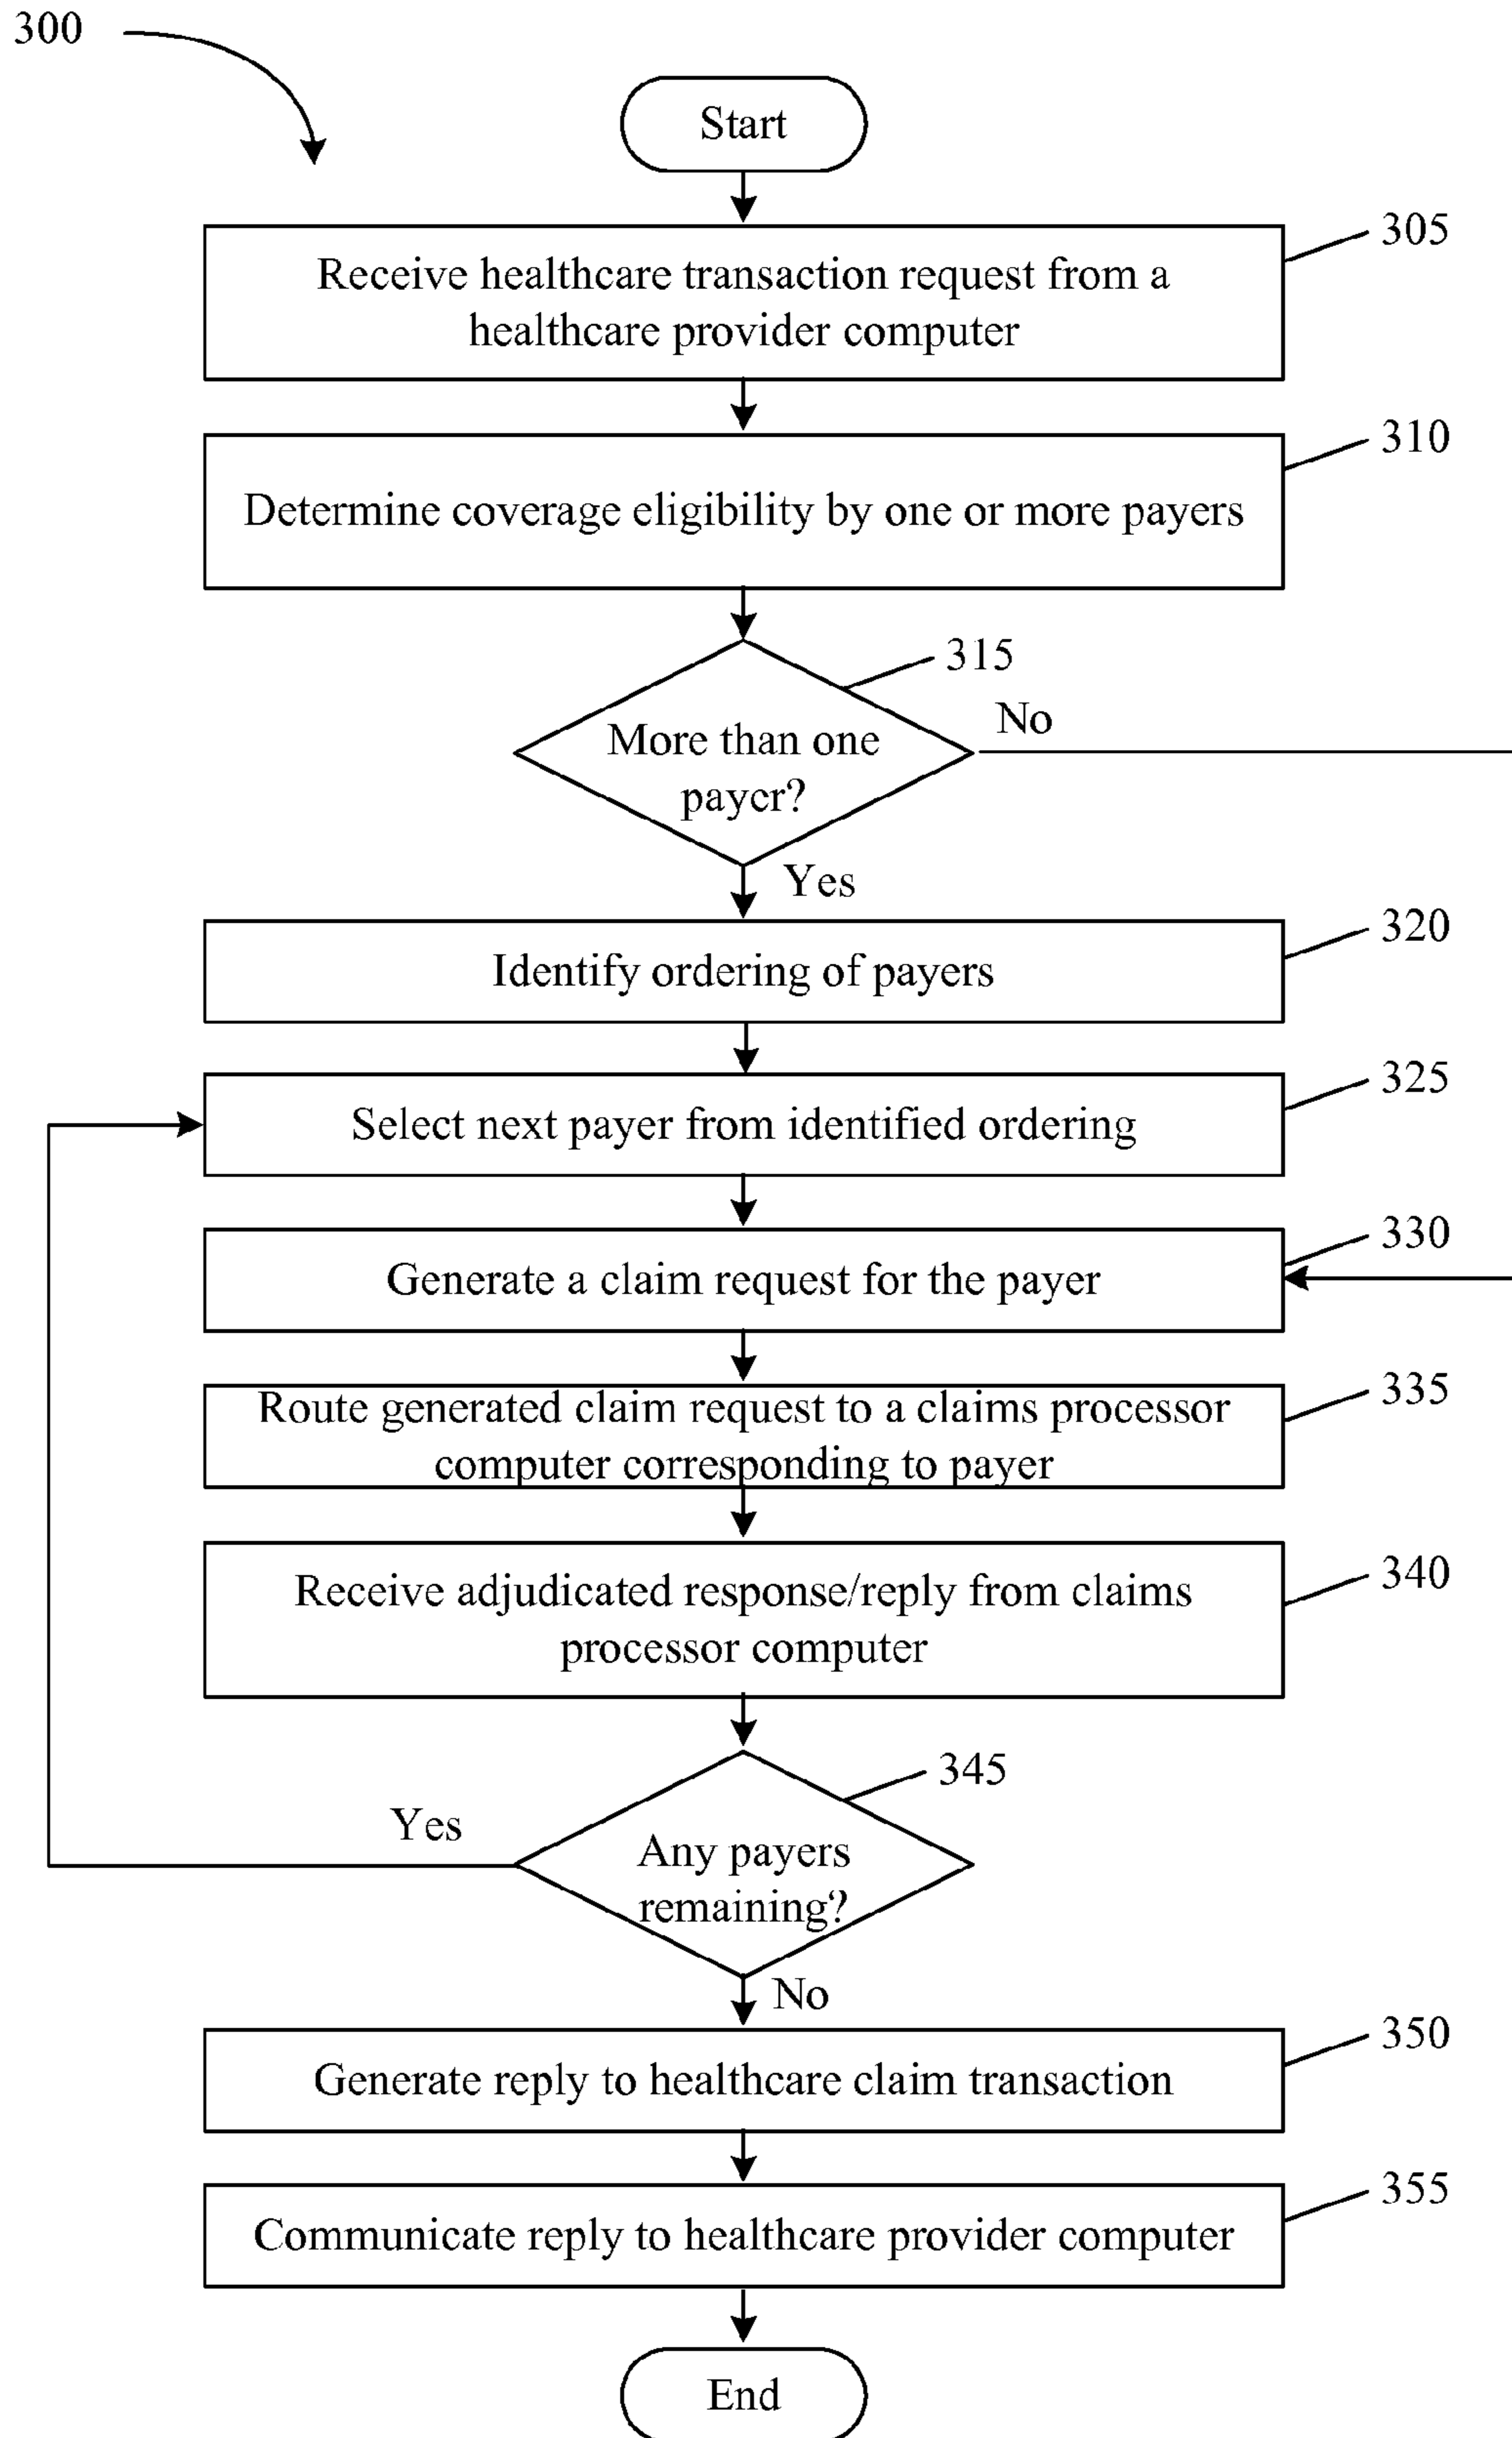 300
Start
305
Receive healthcare transaction request from a
healthcare provider computer
310
Determine coverage eligibility by one or more payers
315
More than one
payer?
No
Yes
320
Identify ordering of payers
325
Select next payer from identified ordering
330
Generate a claim request for the payer
335
Route generated claim request to a claims processor
computer corresponding to payer
340
Receive adjudicated response/reply from claims
processor computer
345
Yes
Any payers
remaining?
No
350
Generate reply to healthcare claim transaction
355
Communicate reply to healthcare provider computer
End